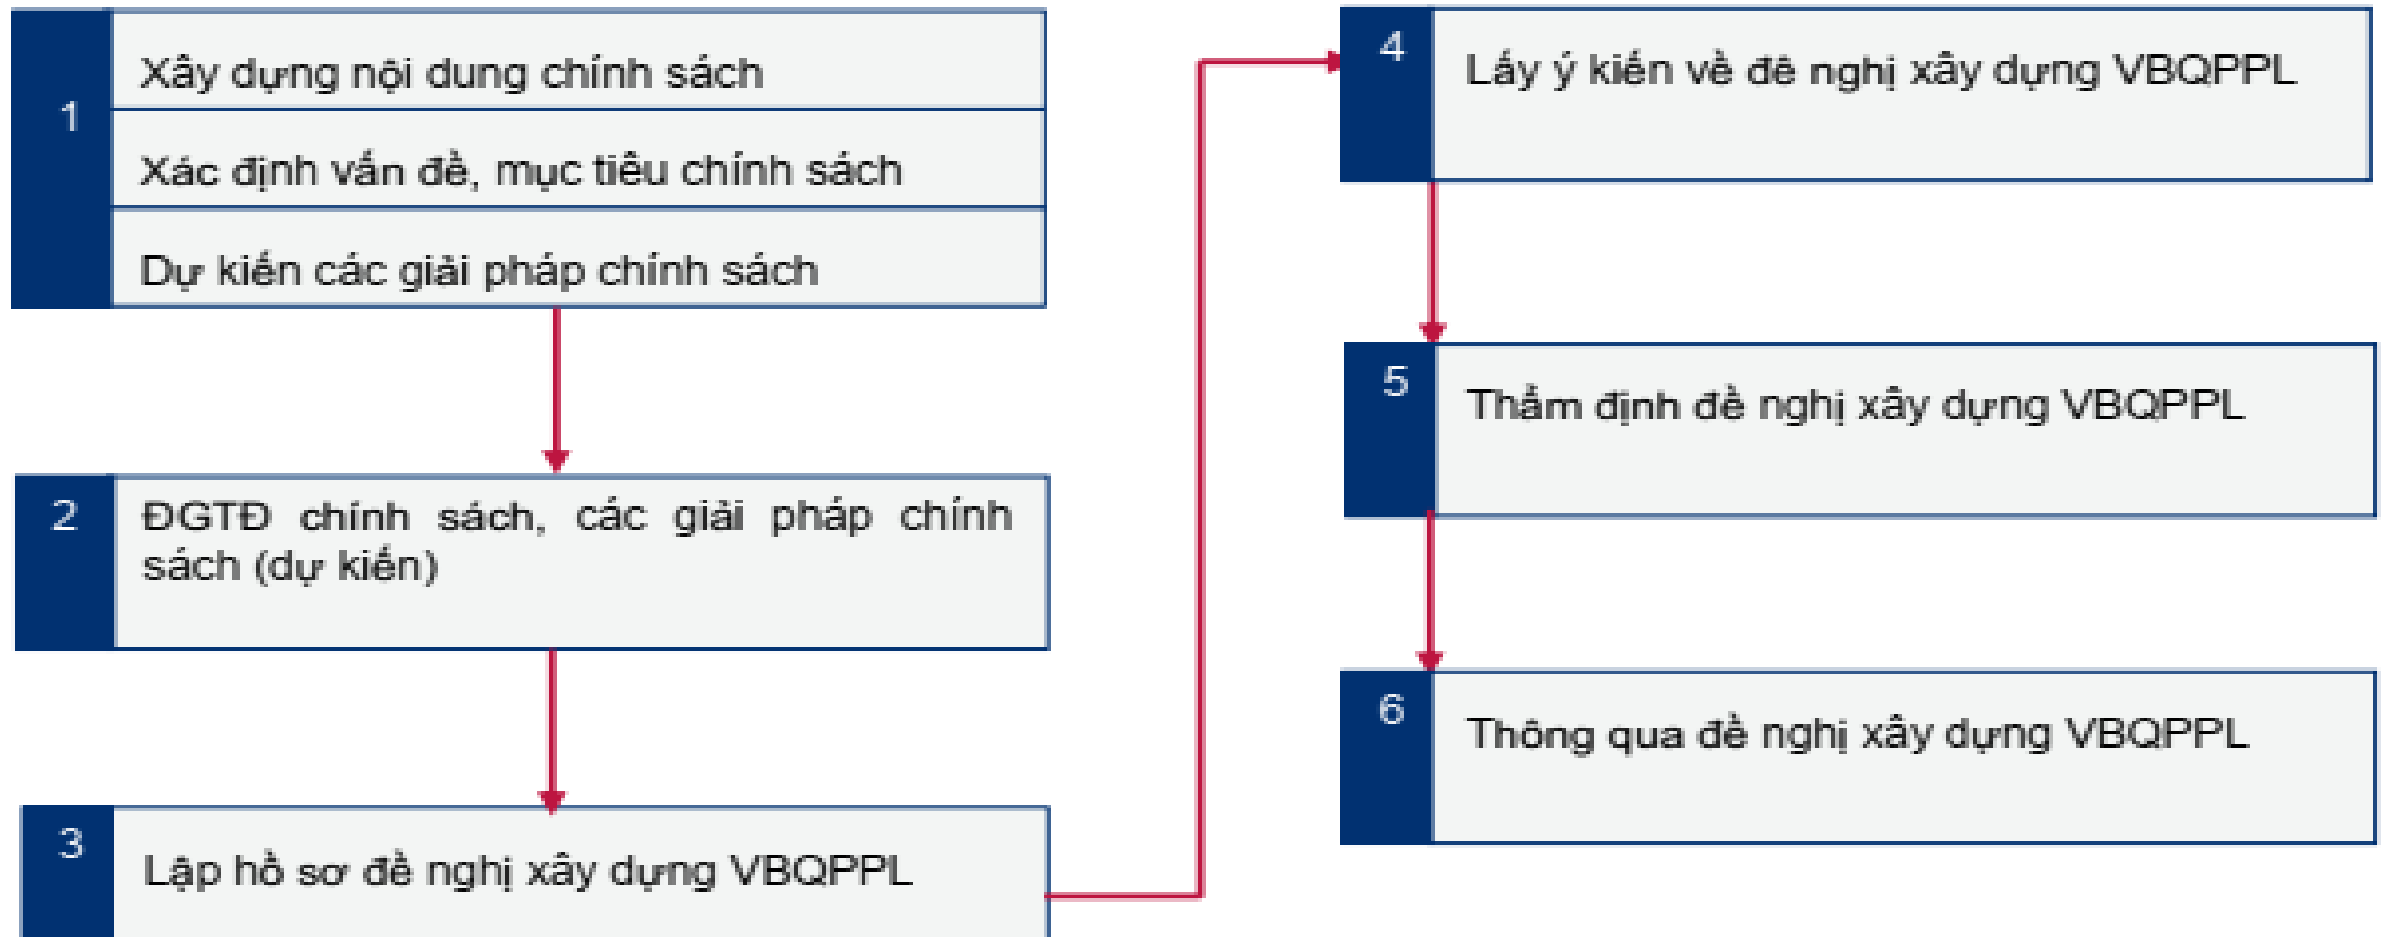 1
Xây dựng nội dung chính sách
Xác định vấn đề, mục tiêu chính sách
Dự kiến các giải pháp chính sách
2
ĐGTĐ chính sách, các giải pháp chính
sách (dự kiến)
3
Lập hồ sơ đề nghị xây dựng VBQPPL
4
Lấy ý kiến về đề nghị xây dựng VBQPPL
5
Thẩm định đề nghị xây dựng VBQPPL
6
Thông qua đề nghị xây dựng VBQPPL